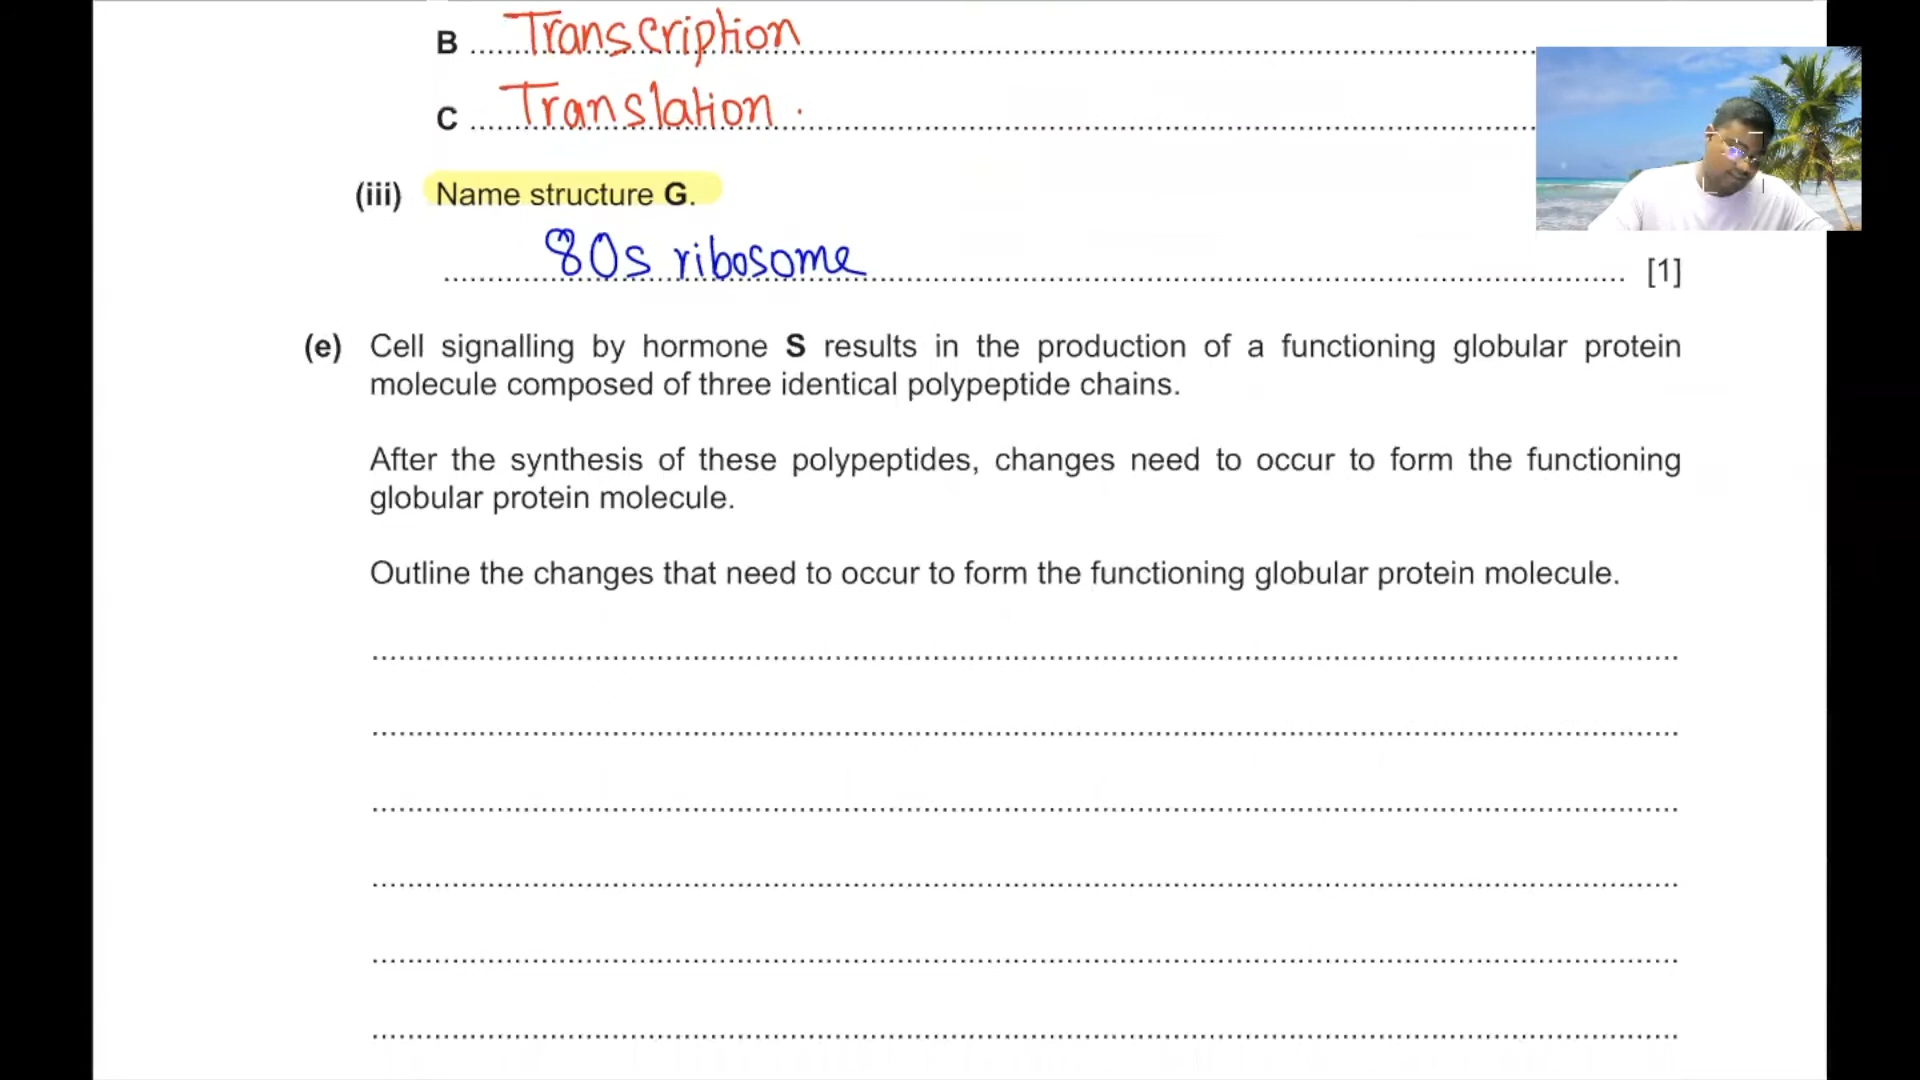 B Transcription
C Translation.
(iii) Name structure G.
80s ribosome
[1]
(e) Cell signalling by hormone S results in the production of a functioning globular protein
molecule composed of three identical polypeptide chains.
After the synthesis of these polypeptides, changes need to occur to form the functioning
globular protein molecule.
Outline the changes that need to occur to form the functioning globular protein molecule.